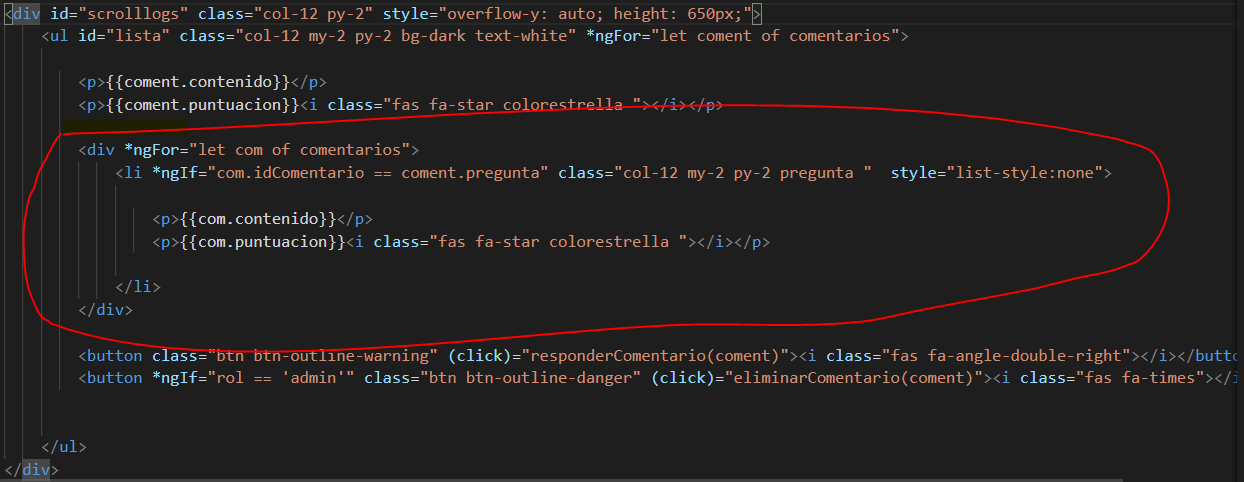 <div id="scrolllogs" class="col-12 py-2" style="overflow-y: auto; height: 650px;">
<ul id="lista" class="col-12 my-2 py-2 bg-dark text-white" *ngFor="let coment of comentarios">
<p>{{coment.contenido}}</p>
<p>{{coment.puntuacion}}<i class="fas fa-star colorestrella "></i></p>
<div *ngFor="let com of comentarios">
<li *ngIf="com.idComentario == coment.pregunta" class="col-12 my-2 py-2 pregunta "  style="list-style:none">
<p>{{com.contenido}}</p>
<p>{{com.puntuacion}}<i class="fas fa-star colorestrella "></i></p>
</li>
</div>
<button class="btn btn-outline-warning" (click)="responderComentario(coment)"><i class="fas fa-angle-double-right"></i></butto
<button *ngIf="rol == 'admin'" class="btn btn-outline-danger" (click)="eliminarComentario(coment)"><i class="fas fa-times"></i
</ul>
</div>